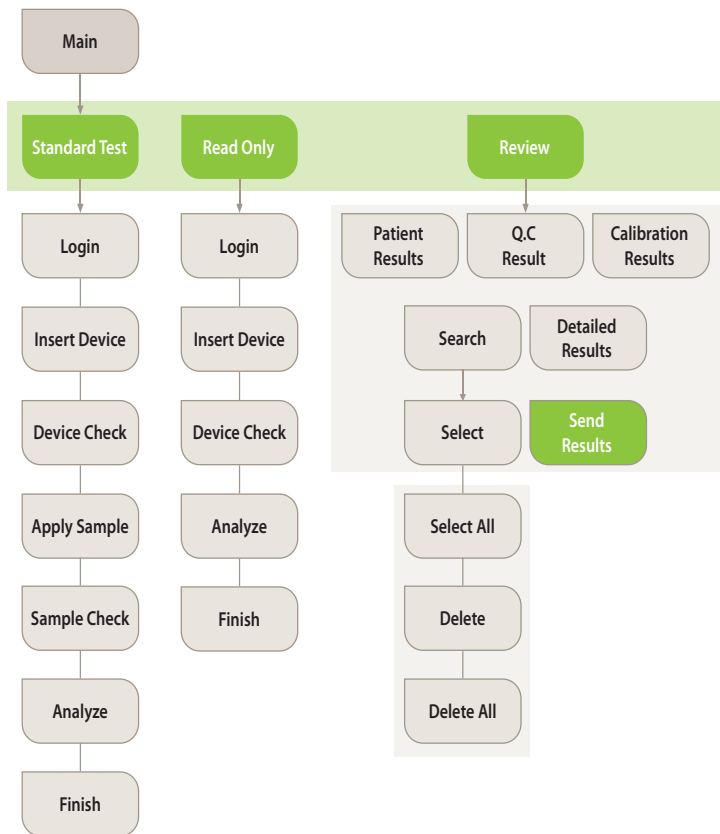 Main
Standard Test
Read Only
Review
Login
Login
Patient
Results
Q.C
Result
Calibration
Results
Insert Device
Insert Device
Search
Detailed
Results
Device Check
Device Check
Select
Send
Results
Apply Sample
Analyze
Select All
Sample Check
Finish
Delete
Analyze
Delete All
Finish